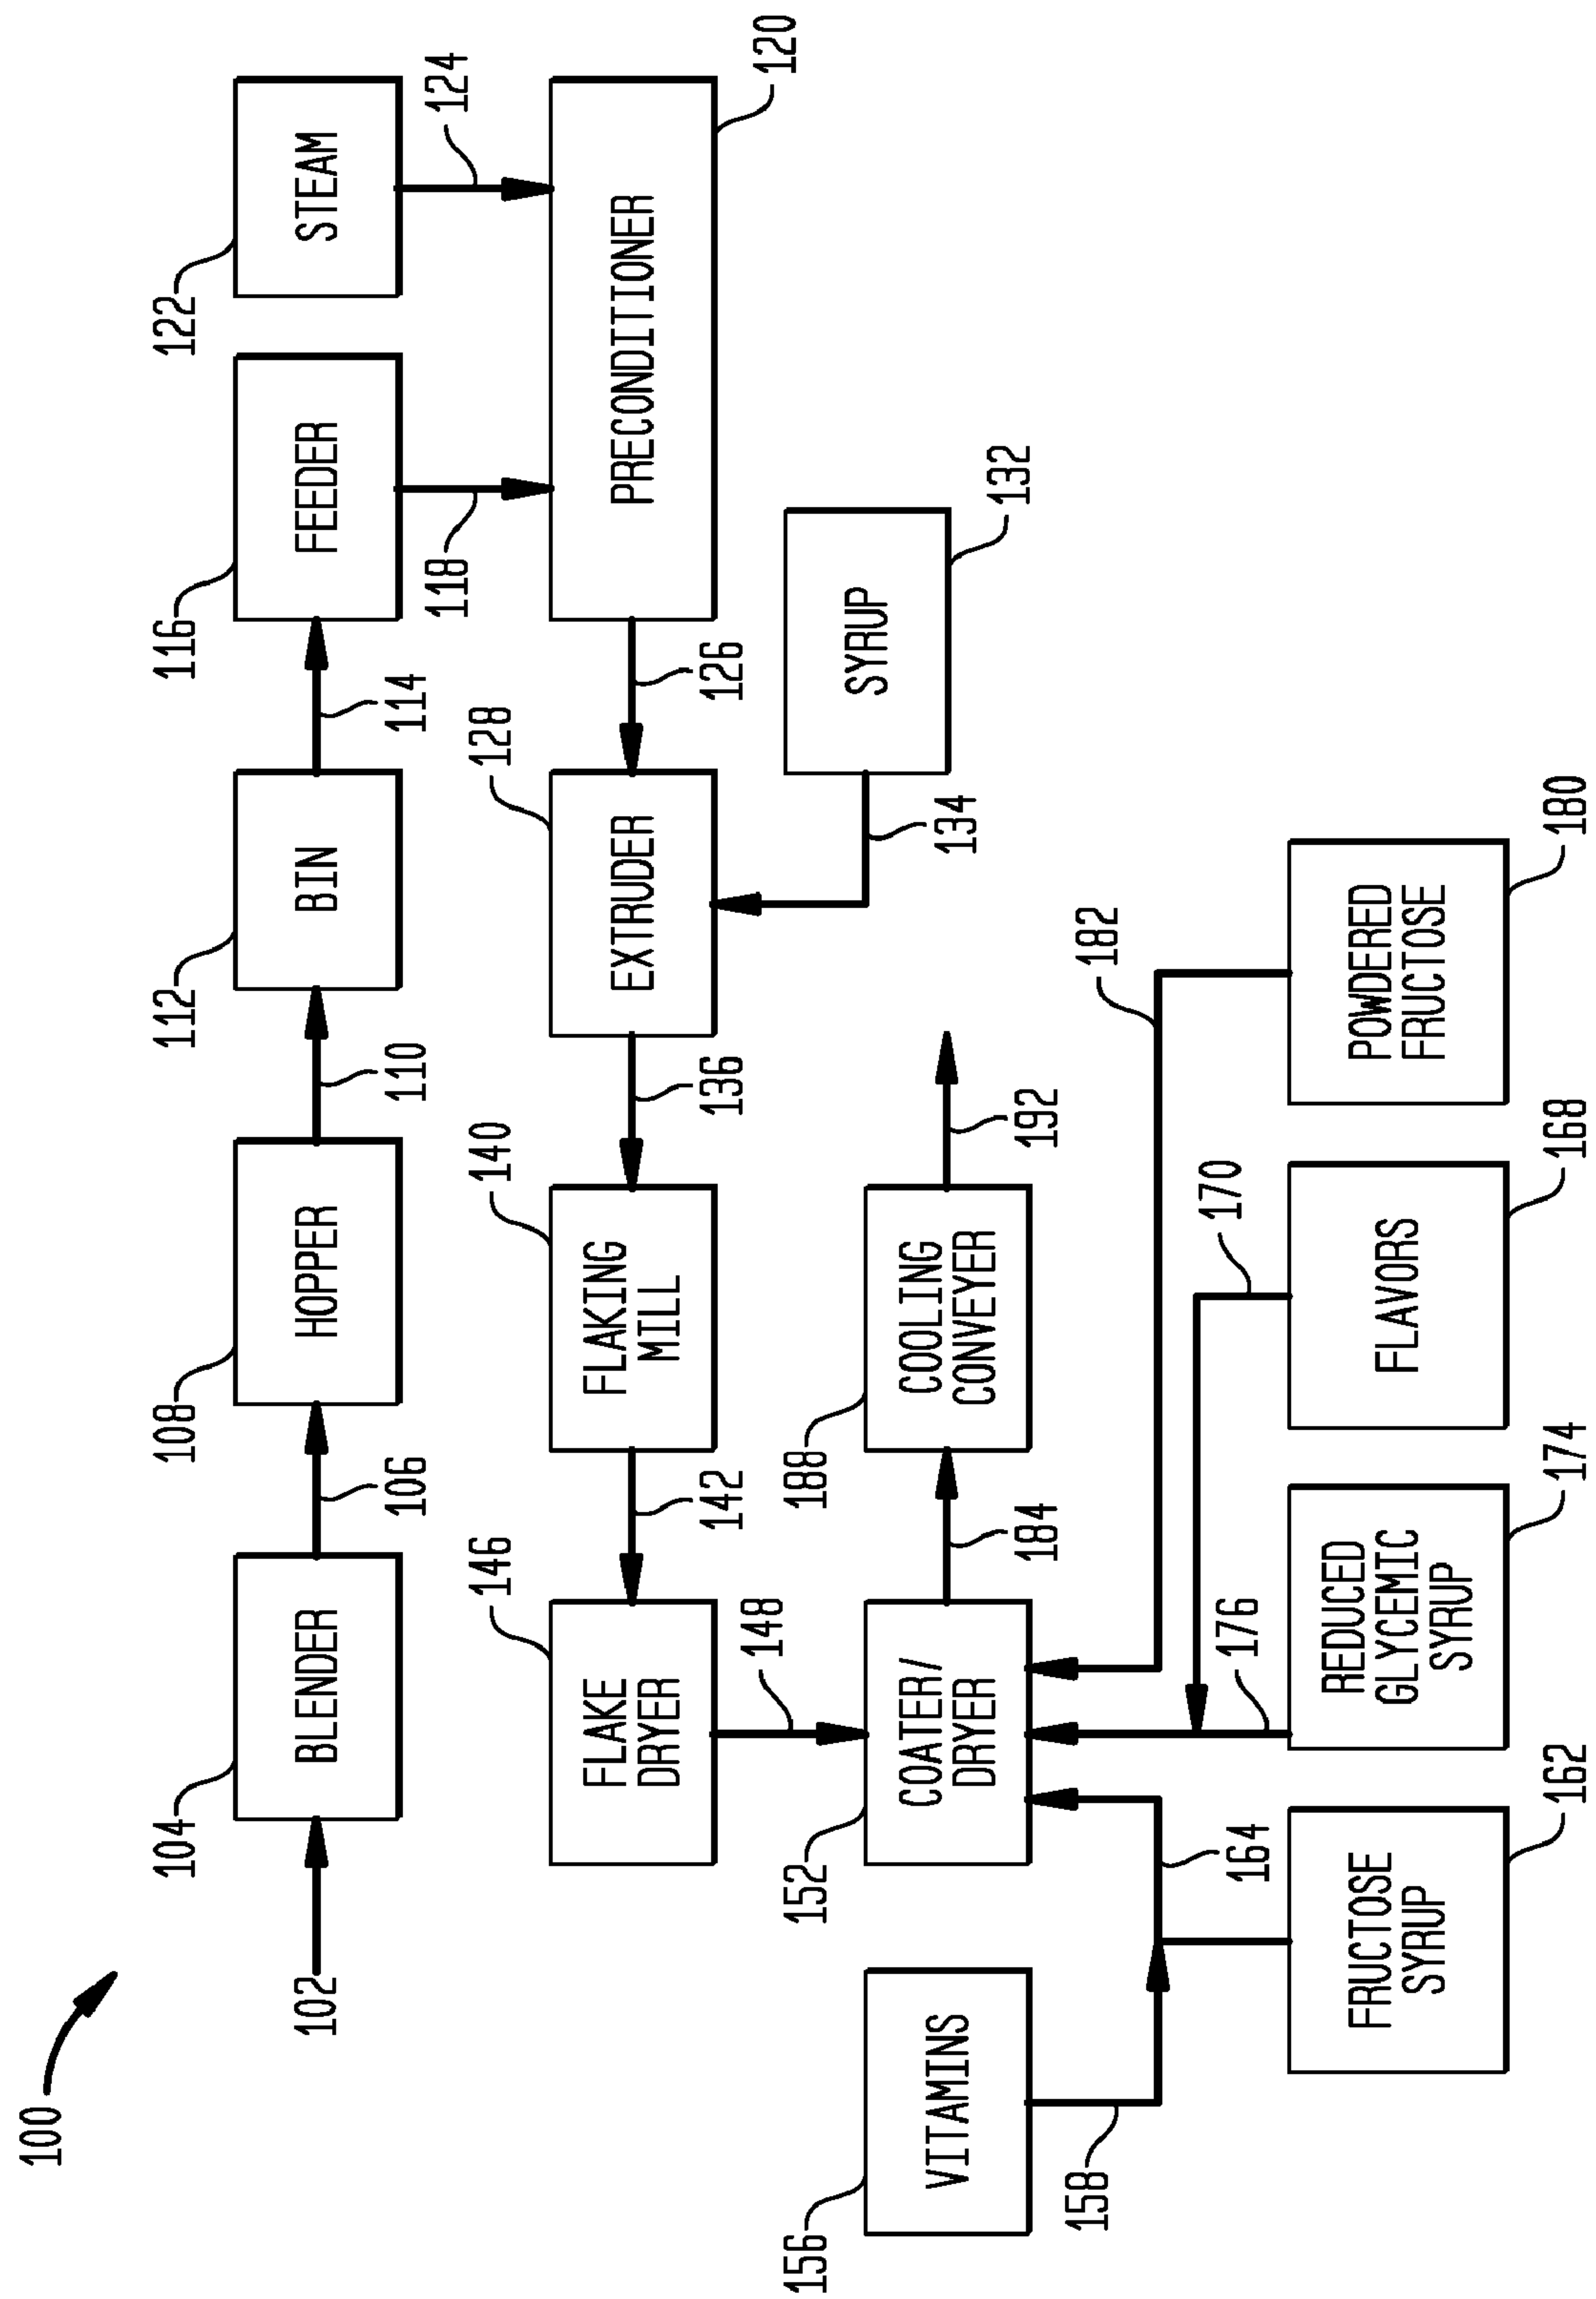 100
102
104
BLENDER
106
108
HOPPER
110
112
BIN
114
116
FEEDER
118
122
STEAM
124
146
FLAKE
DRYER
142
140
FLAKING
MILL
136
128
EXTRUDER
126
PRECONDITIONER
120
148
134
SYRUP
132
156
VITAMINS
158
152
COATER/
DRYER
184
188
COOLING
CONVEYER
192
164
176
170
182
FRUCTOSE
SYRUP
162
REDUCED
GLYCEMIC
SYRUP
174
FLAVORS
168
POWDERED
FRUCTOSE
180